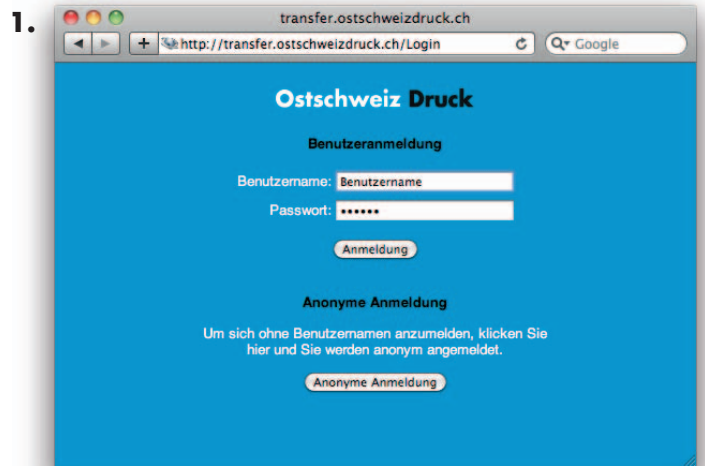 1.
transfer.ostschweizdruck.ch
http://transfer.ostschweizdruck.ch/Login
Google
Ostschweiz Druck
Benutzeranmeldung
Benutzername: Benutzername
Passwort: ••••••
Anmeldung
Anonyme Anmeldung
Um sich ohne Benutzernamen anzumelden, klicken Sie
hier und Sie werden anonym angemeldet.
Anonyme Anmeldung